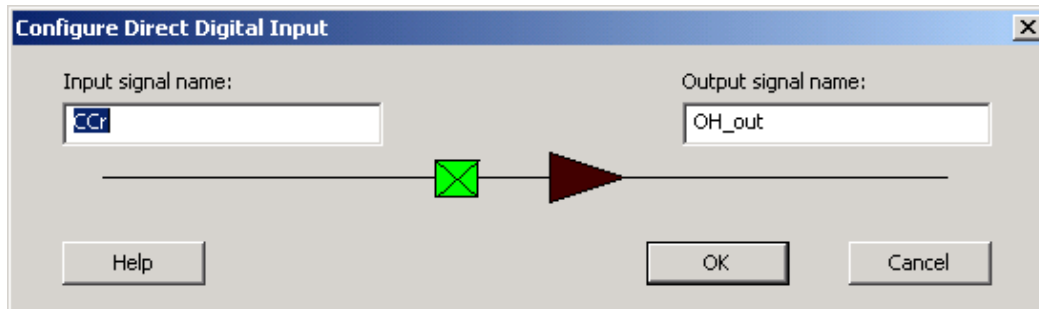 Configure Direct Digital Input
Input signal name:
Output signal name:
CCr
OH_out
Help
OK
Cancel